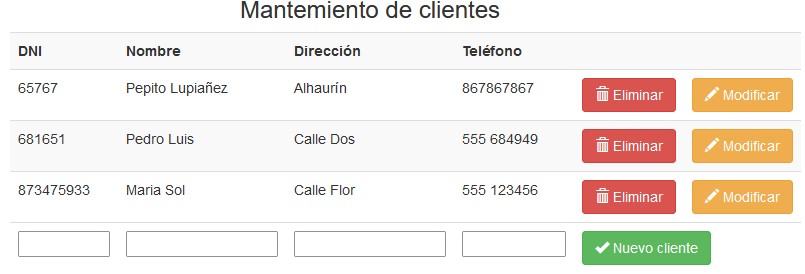 Mantemiento de clientes
DNI Nombre Dirección Teléfono
65767 Pepito Lupiañez Alhaurín 867867867 Eliminar Modificar
681651 Pedro Luis Calle Dos 555 684949 Eliminar Modificar
873475933 Maria Sol Calle Flor 555 123456 Eliminar Modificar
Nuevo cliente